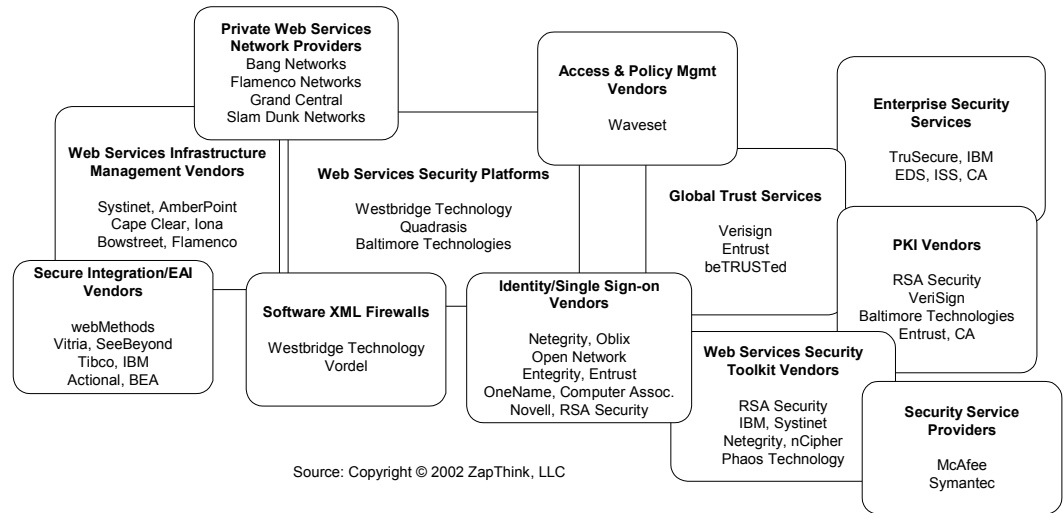 Private Web Services
Network Providers
Bang Networks
Flamenco Networks
Grand Central
Slam Dunk Networks
Access & Policy Mgmt
Vendors
Waveset
Enterprise Security
Services
TruSecure, IBM
EDS, ISS, CA
Web Services Infrastructure
Management Vendors
Systinet, AmberPoint
Cape Clear, Iona
Bowstreet, Flamenco
Web Services Security Platforms
Westbridge Technology
Quadrasis
Baltimore Technologies
Global Trust Services
Verisign
Entrust
beTRUSTed
PKI Vendors
RSA Security
VeriSign
Baltimore Technologies
Entrust, CA
Secure Integration/EAI
Vendors
webMethods
Vitria, SeeBeyond
Tibco, IBM
Actional, BEA
Software XML Firewalls
Westbridge Technology
Vordel
Identity/Single Sign-on
Vendors
Netegrity, Oblix
Open Network
Entegrity, Entrust
OneName, Computer Assoc.
Novell, RSA Security
Web Services Security
Toolkit Vendors
RSA Security
IBM, Systinet
Netegrity, nCipher
Phaos Technology
Security Service
Providers
McAfee
Symantec
Source: Copyright © 2002 ZapThink, LLC